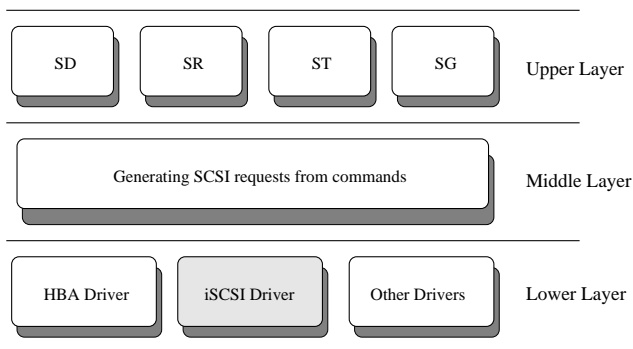 SD SR ST SG Upper Layer
Generating SCSI requests from commands Middle Layer
HBA Driver iSCSI Driver Other Drivers Lower Layer